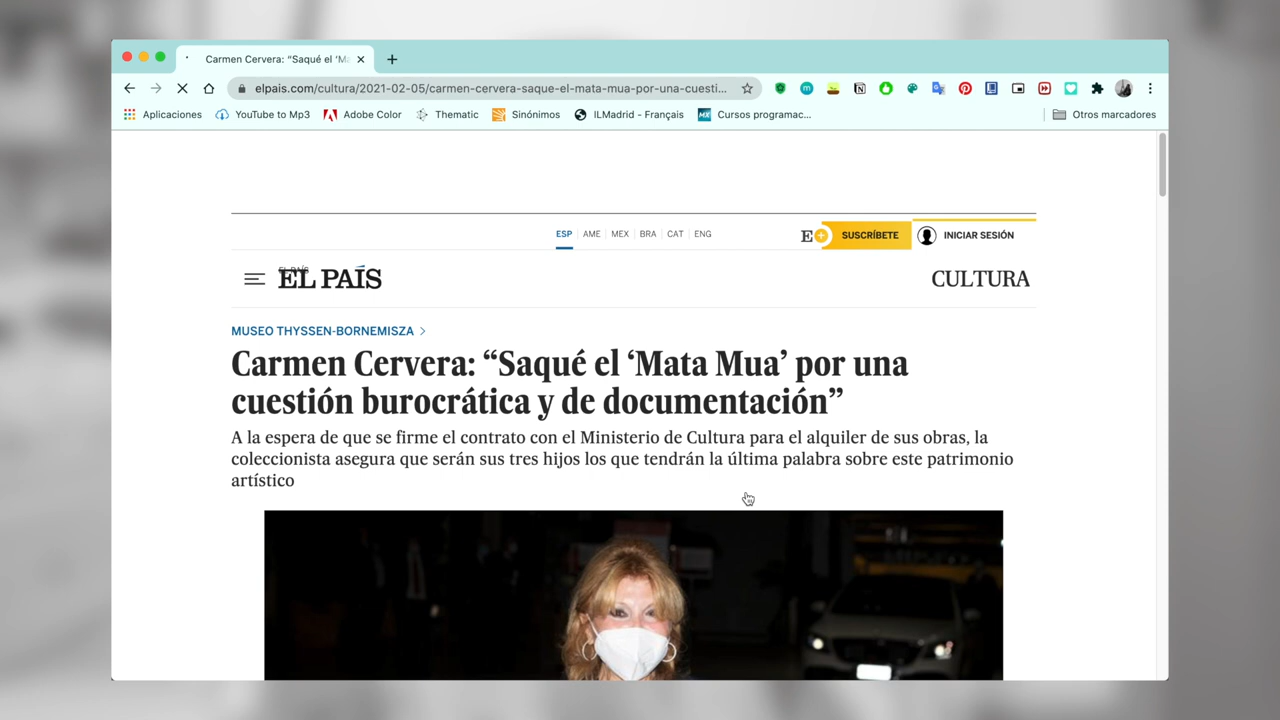 Carmen Cervera: “Saqué el ‘Ma
elpais.com/cultura/2021-02-05/carmen-cervera-saque-el-mata-mua-por-una-cuesti...
Aplicaciones
YouTube to Mp3
Adobe Color
Thematic
Sinónimos
ILMadrid - Français
Cursos programac...
Otros marcadores
ESP AME MEX BRA CAT ENG
E+ SUSCRÍBETE INICIAR SESIÓN
EL PAÍS
EL PAÍS
CULTURA
MUSEO THYSSEN-BORNEMISZA >
Carmen Cervera: “Saqué el ‘Mata Mua’ por una
cuestión burocrática y de documentación”
A la espera de que se firme el contrato con el Ministerio de Cultura para el alquiler de sus obras, la
coleccionista asegura que serán sus tres hijos los que tendrán la última palabra sobre este patrimonio
artístico